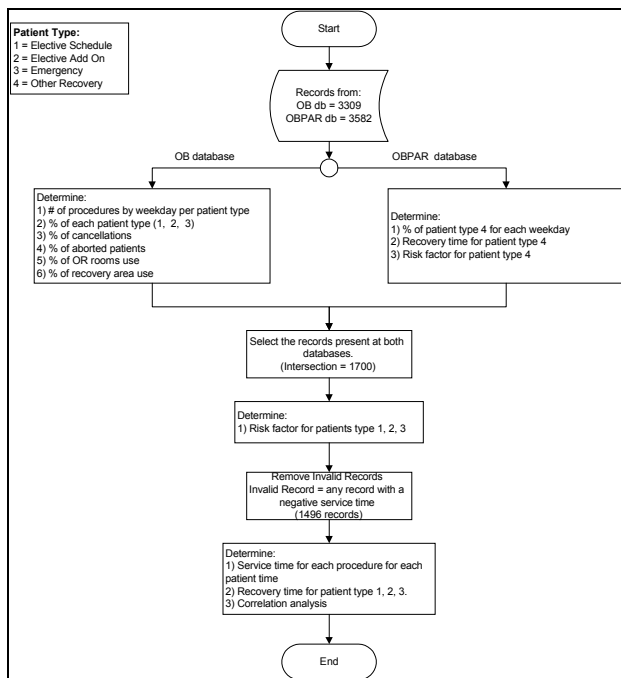 Patient Type:
1 = Elective Schedule
2 = Elective Add On
3 = Emergency
4 = Other Recovery
Start
Records from:
OB db = 3309
OBPAR db = 3582
OB database
OBPAR database
Determine:
1) # of procedures by weekday per patient type
2) % of each patient type (1, 2, 3)
3) % of cancellations
4) % of aborted patients
5) % of OR rooms use
6) % of recovery area use
Determine:
1) % of patient type 4 for each weekday
2) Recovery time for patient type 4
3) Risk factor for patient type 4
Select the records present at both
databases.
(Intersection = 1700)
Determine:
1) Risk factor for patients type 1, 2, 3
Remove Invalid Records
Invalid Record = any record with a
negative service time
(1496 records)
Determine:
1) Service time for each procedure for each
patient time
2) Recovery time for patient type 1, 2, 3.
3) Correlation analysis
End